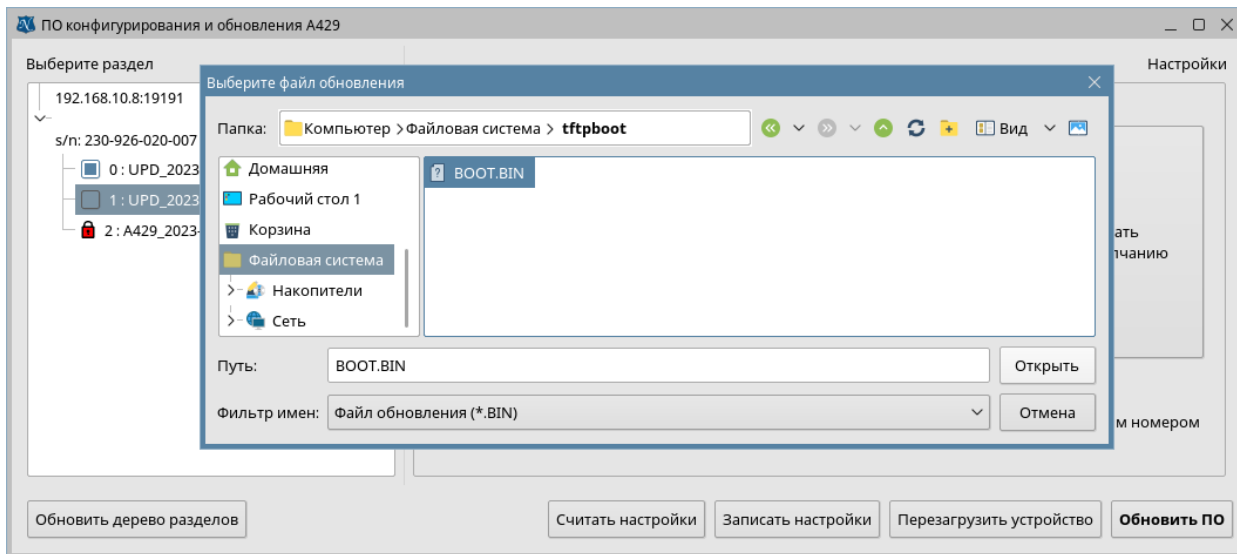 ПО конфигурирования и обновления А429
Выберите раздел
Настройки
192.168.10.8:19191
s/n: 230-926-020-007
0 : UPD_2023
1 : UPD_2023
2 : A429_2023-
Выберите файл обновления
Папка: Компьютер > Файловая система > tftpboot
Вид
Домашняя
Рабочий стол 1
Корзина
Файловая система
Накопители
Сеть
BOOT.BIN
Путь: BOOT.BIN
Открыть
Фильтр имен: Файл обновления (*.BIN)
Отмена
ать
лчанию
м номером
Обновить дерево разделов
Считать настройки
Записать настройки
Перезагрузить устройство
Обновить ПО